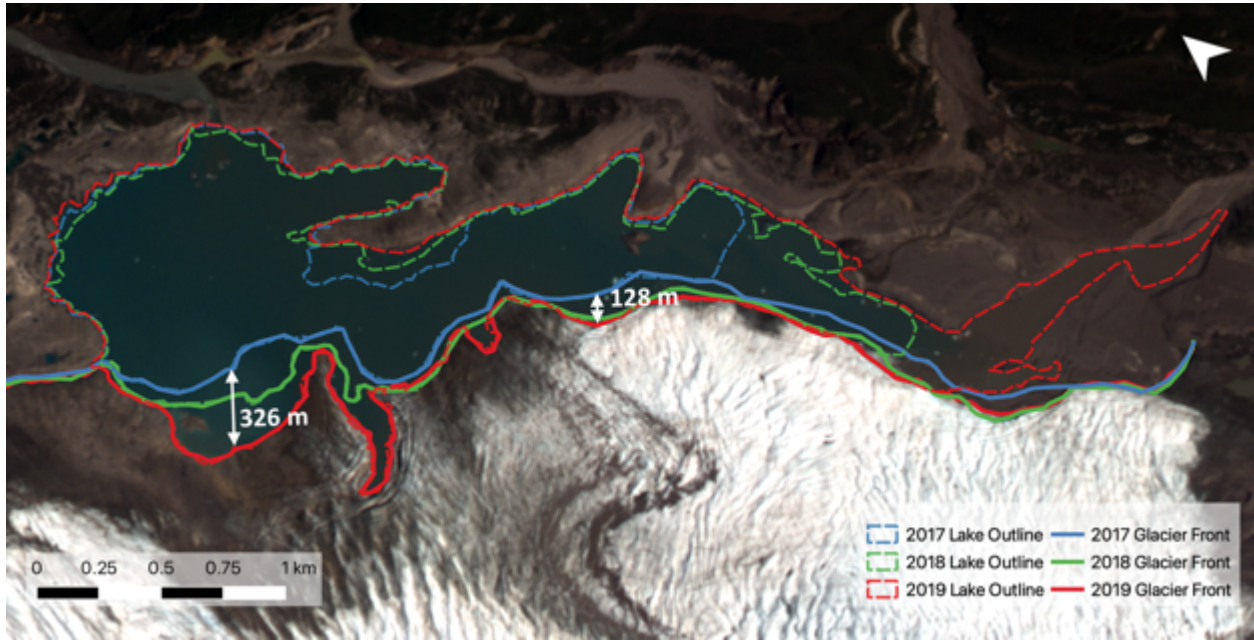 128 m
326 m
0 0.25 0.5 0.75 1 km
2017 Lake Outline 2017 Glacier Front
2018 Lake Outline 2018 Glacier Front
2019 Lake Outline 2019 Glacier Front